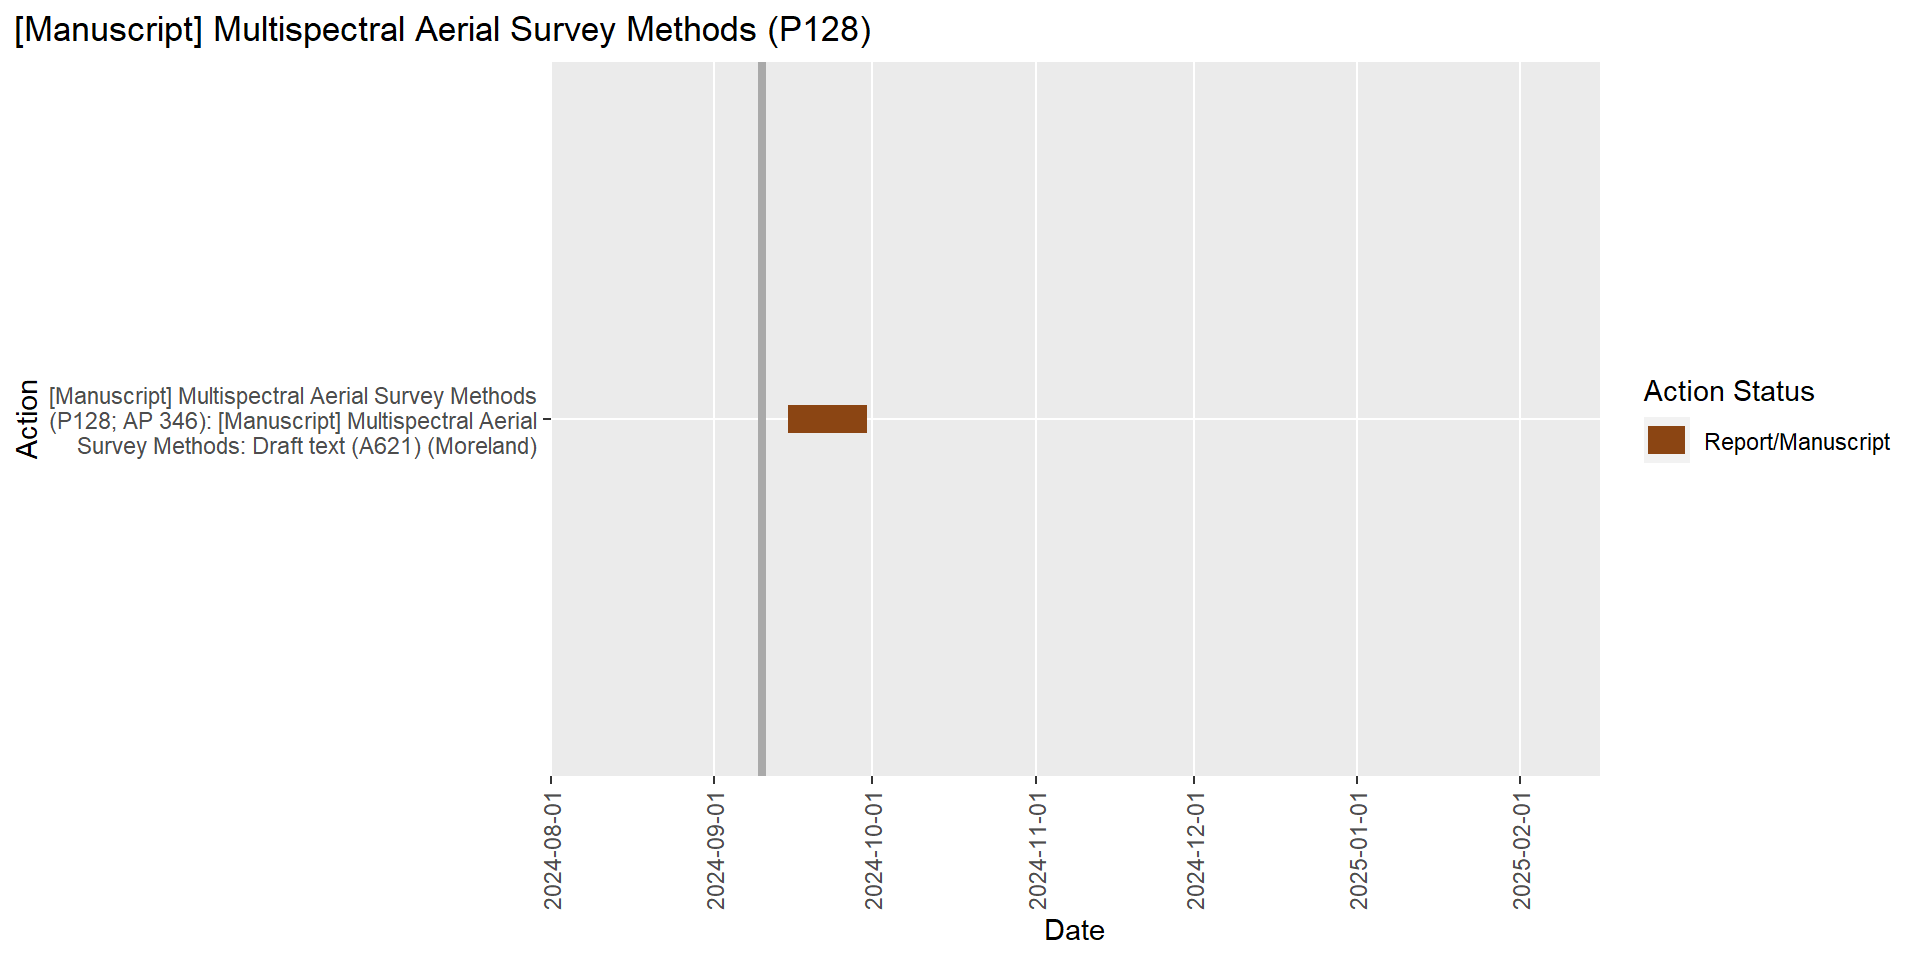 [Manuscript] Multispectral Aerial Survey Methods (P128)
Action
[Manuscript] Multispectral Aerial Survey Methods
(P128; AP 346): [Manuscript] Multispectral Aerial
Survey Methods: Draft text (A621) (Moreland)
Action Status
Report/Manuscript
2024-08-01
2024-09-01
2024-10-01
2024-11-01
2024-12-01
2025-01-01
2025-02-01
Date